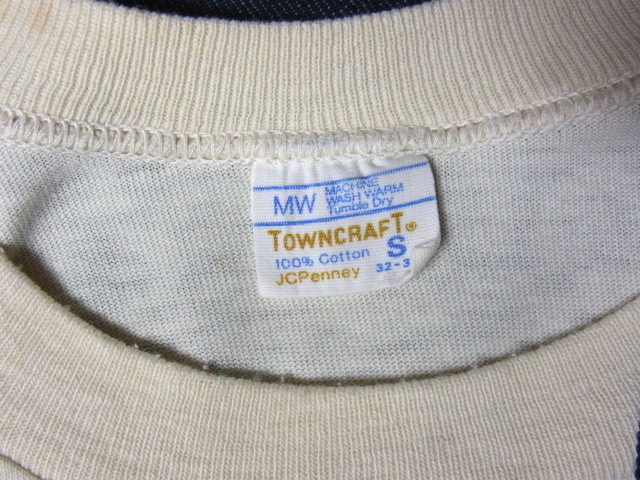 MW MACHINE
WASH WARM
Tumble Dry
TOWNCRAFT®
100% Cotton S
JCPenney 32-3